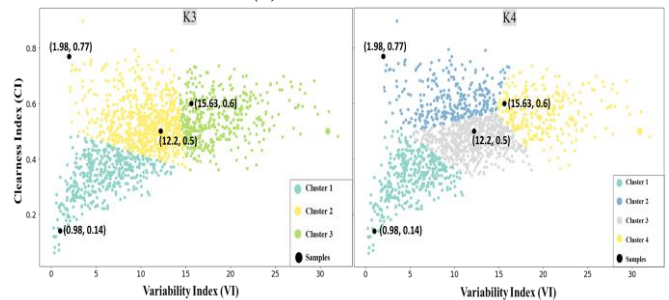 K3
K4
Clearness Index (CI)
0.8
0.6
0.4
0.2
(1.98, 0.77)
(15.63, 0.6)
(12.2, 0.5)
(0.98, 0.14)
Cluster 1
Cluster 2
Cluster 3
Samples
0 5 10 15 20 25 30
Variability Index (VI)
(1.98, 0.77)
(15.63, 0.6)
(12.2, 0.5)
(0.98, 0.14)
Cluster 1
Cluster 2
Cluster 3
Cluster 4
Samples
0 5 10 15 20 25 30
Variability Index (VI)